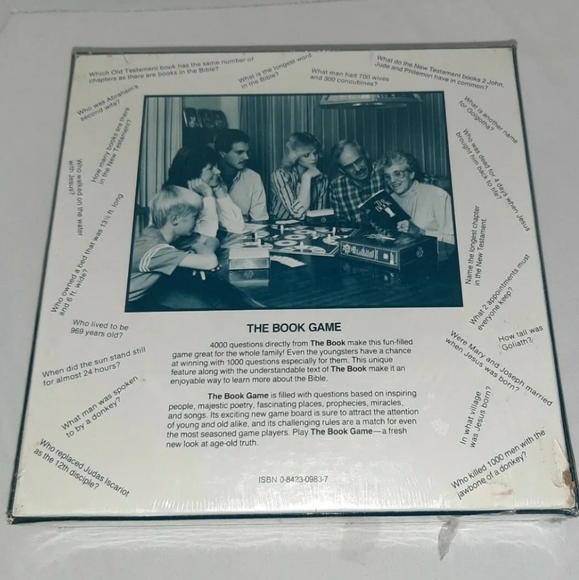 Which Old Testament book has the same number of
chapters as there are books in the Bible?
What is the longest word
in the Bible?
What man had 700 wives
and 300 concubines?
What do the New Testament books 2 John,
Jude and Philemon have in common?
Who was Abraham's
second wife?
What is another name
for Golgotha?
How many books are there
in the New Testament?
Who was dead for 4 days when Jesus
brought him back to life?
Who walked on the water
with Jesus?
Name the longest chapter
in the New Testament.
Who owned a bed that was 13½ ft. long
and 6 ft. wide?
What 2 appointments must
everyone keep?
Who lived to be
969 years old?
How tall was
Goliath?
When did the sun stand still
for almost 24 hours?
Were Mary and Joseph married
when Jesus was born?
What man was spoken
to by a donkey?
In what village
was Jesus born?
Who replaced Judas Iscariot
as the 12th disciple?
Who killed 1000 men with the
jawbone of a donkey?
THE BOOK GAME
4000 questions directly from The Book make this fun-filled
game great for the whole family! Even the youngsters have a chance
at winning with 1000 questions especially for them. This unique
feature along with the understandable text of The Book make it an
enjoyable way to learn more about the Bible.
The Book Game is filled with questions based on inspiring
people, majestic poetry, fascinating places, prophecies, miracles,
and songs. Its exciting new game board is sure to attract the attention
of young and old alike, and its challenging rules are a match for even
the most seasoned game players. Play The Book Game—a fresh
new look at age-old truth.
ISBN 0-8423-0983-7